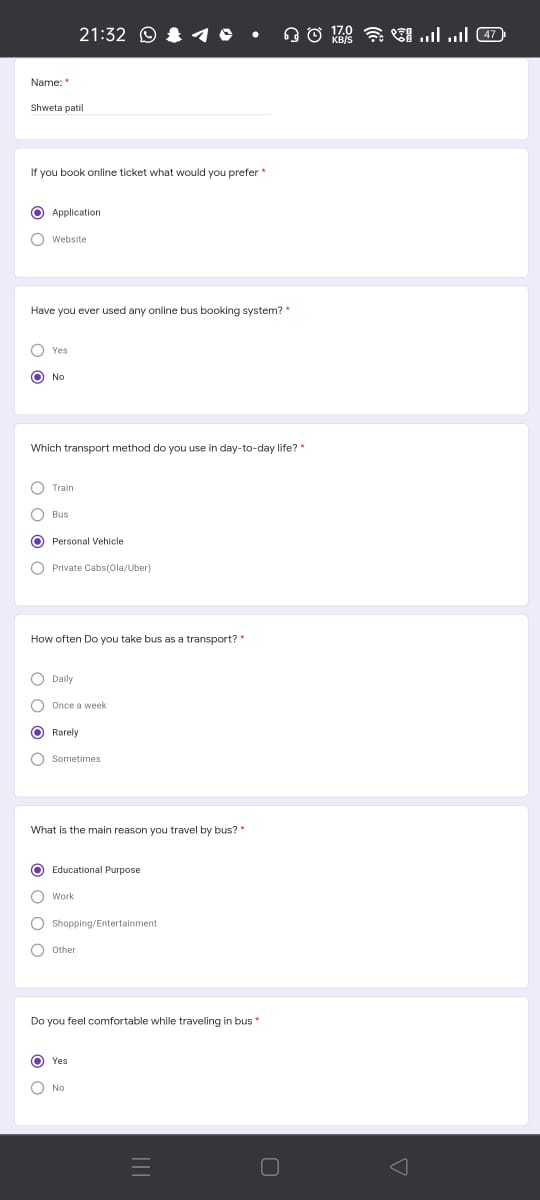 21:32 17.0 KB/S 47
Name: *
Shweta patil
If you book online ticket what would you prefer *
Application
Website
Have you ever used any online bus booking system? *
Yes
No
Which transport method do you use in day-to-day life? *
Train
Bus
Personal Vehicle
Private Cabs(Ola/Uber)
How often Do you take bus as a transport? *
Daily
Once a week
Rarely
Sometimes
What is the main reason you travel by bus? *
Educational Purpose
Work
Shopping/Entertainment
Other
Do you feel comfortable while traveling in bus *
Yes
No